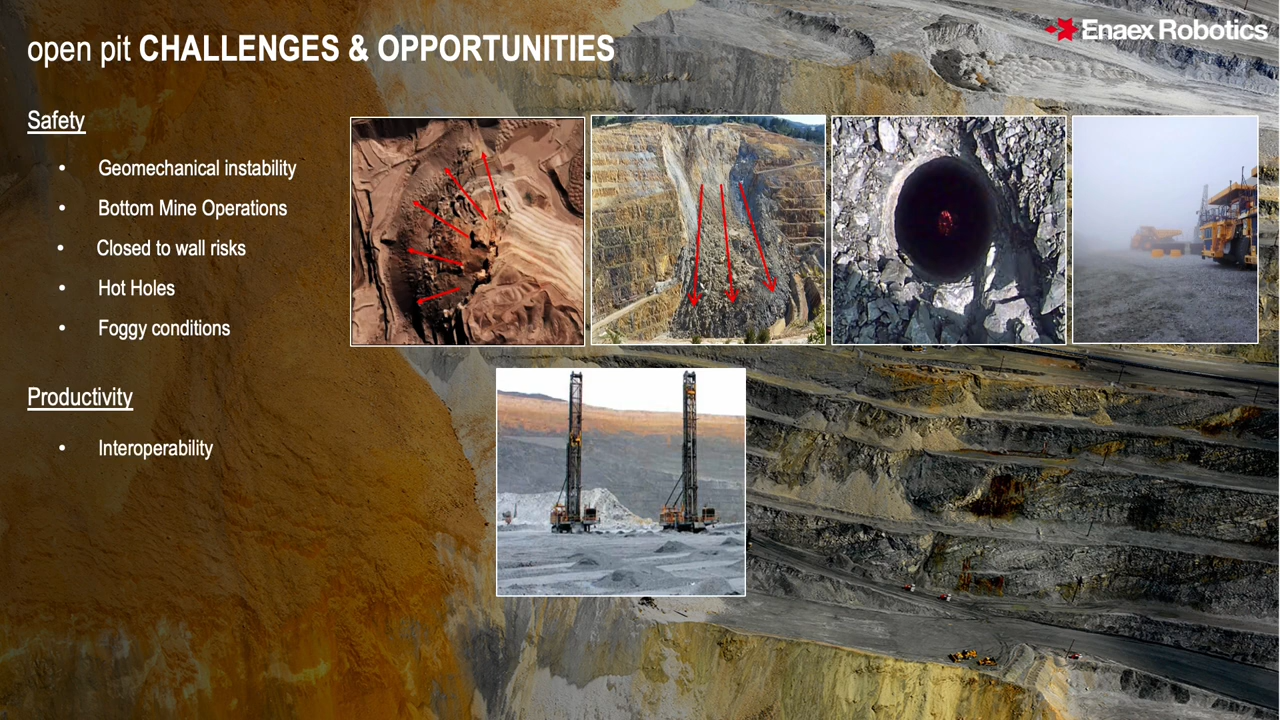 open pit CHALLENGES & OPPORTUNITIES
Enaex Robotics
Safety
• Geomechanical instability
• Bottom Mine Operations
• Closed to wall risks
• Hot Holes
• Foggy conditions
Productivity
• Interoperability